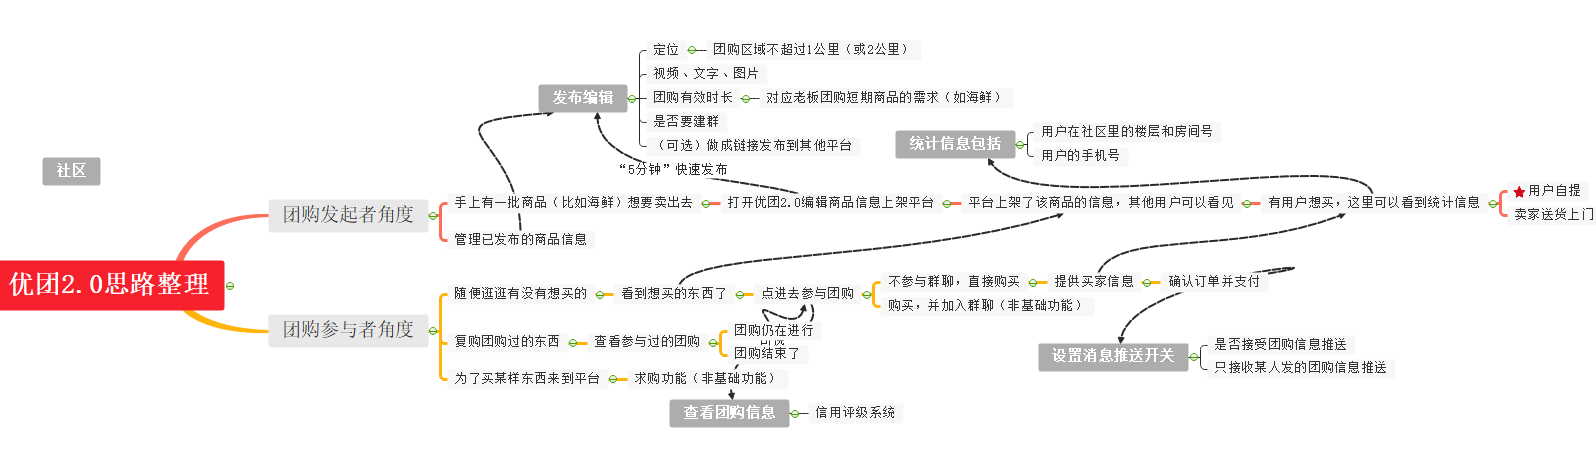 定位
团购区域不超过1公里（或2公里）
视频、文字、图片
发布编辑
团购有效时长
对应老板团购短期商品的需求（如海鲜）
是否要建群
（可选）做成链接发布到其他平台
统计信息包括
用户在社区里的楼层和房间号
用户的手机号
社区
“5分钟”快速发布
团购发起者角度
手上有一批商品（比如海鲜）想要卖出去
打开优团2.0编辑商品信息上架平台
平台上架了该商品的信息，其他用户可以看见
有用户想买，这里可以看到统计信息
用户自提
卖家送货上门
管理已发布的商品信息
优团2.0思路整理
团购参与者角度
随便逛逛有没有想买的
看到想买的东西了
点进去参与团购
不参与群聊，直接购买
提供买家信息
确认订单并支付
购买，并加入群聊（非基础功能）
复购团购过的东西
查看参与过的团购
团购仍在进行
团购结束了
设置消息推送开关
是否接受团购信息推送
只接收某人发的团购信息推送
为了买某样东西来到平台
求购功能（非基础功能）
查看团购信息
信用评级系统